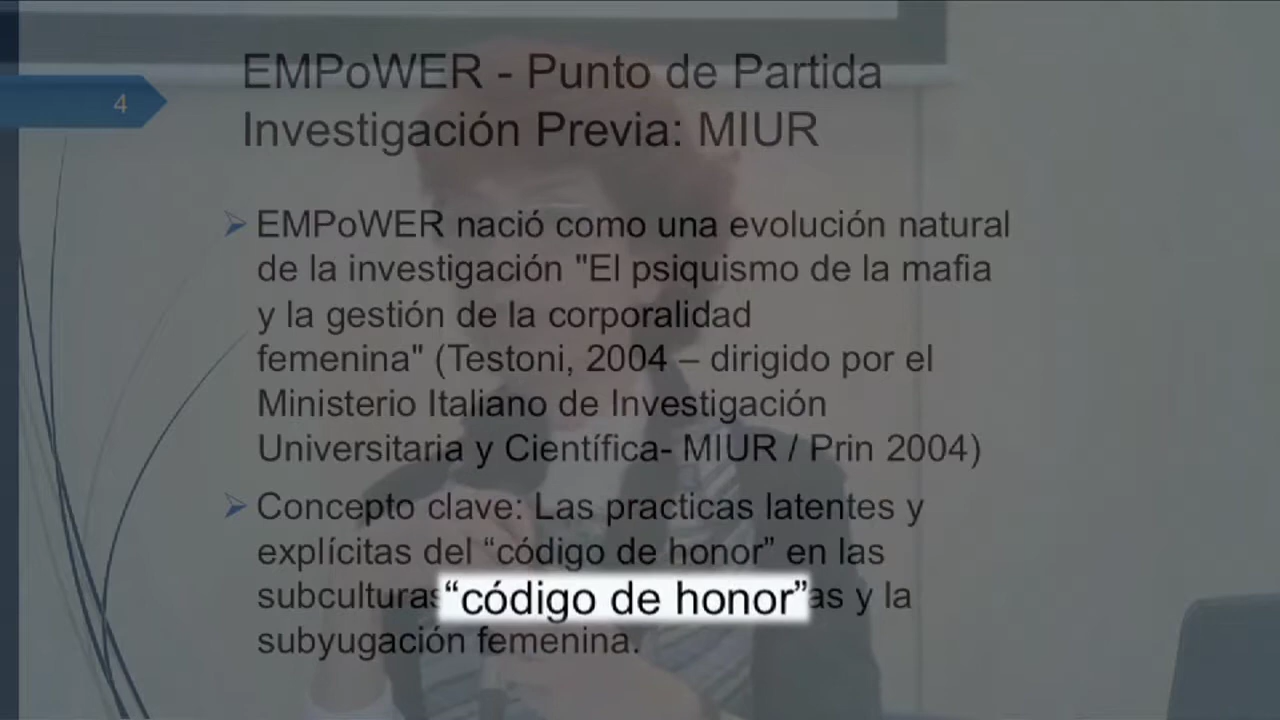 4
EMPoWER - Punto de Partida
Investigación Previa: MIUR
EMPoWER nació como una evolución natural
de la investigación "El psiquismo de la mafia
y la gestión de la corporalidad
femenina" (Testoni, 2004 – dirigido por el
Ministerio Italiano de Investigación
Universitaria y Científica- MIUR / Prin 2004)
Concepto clave: Las practicas latentes y
explícitas del “código de honor” en las
subculturas “código de honor” as y la
subyugación femenina.